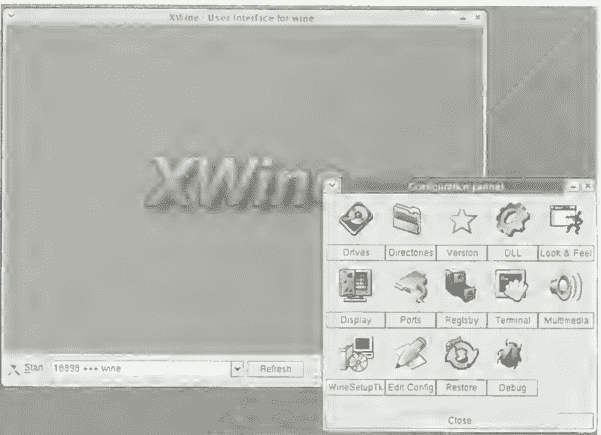 XWine - User Interface for wine
XWine
Configuration pannel
Drives Directories Version DLL Look & Feel
Display Ports Registry Terminal Multimedia
Start 18898 *** wine Refresh
WineSetupTk Edit Config Restore Debug
Close